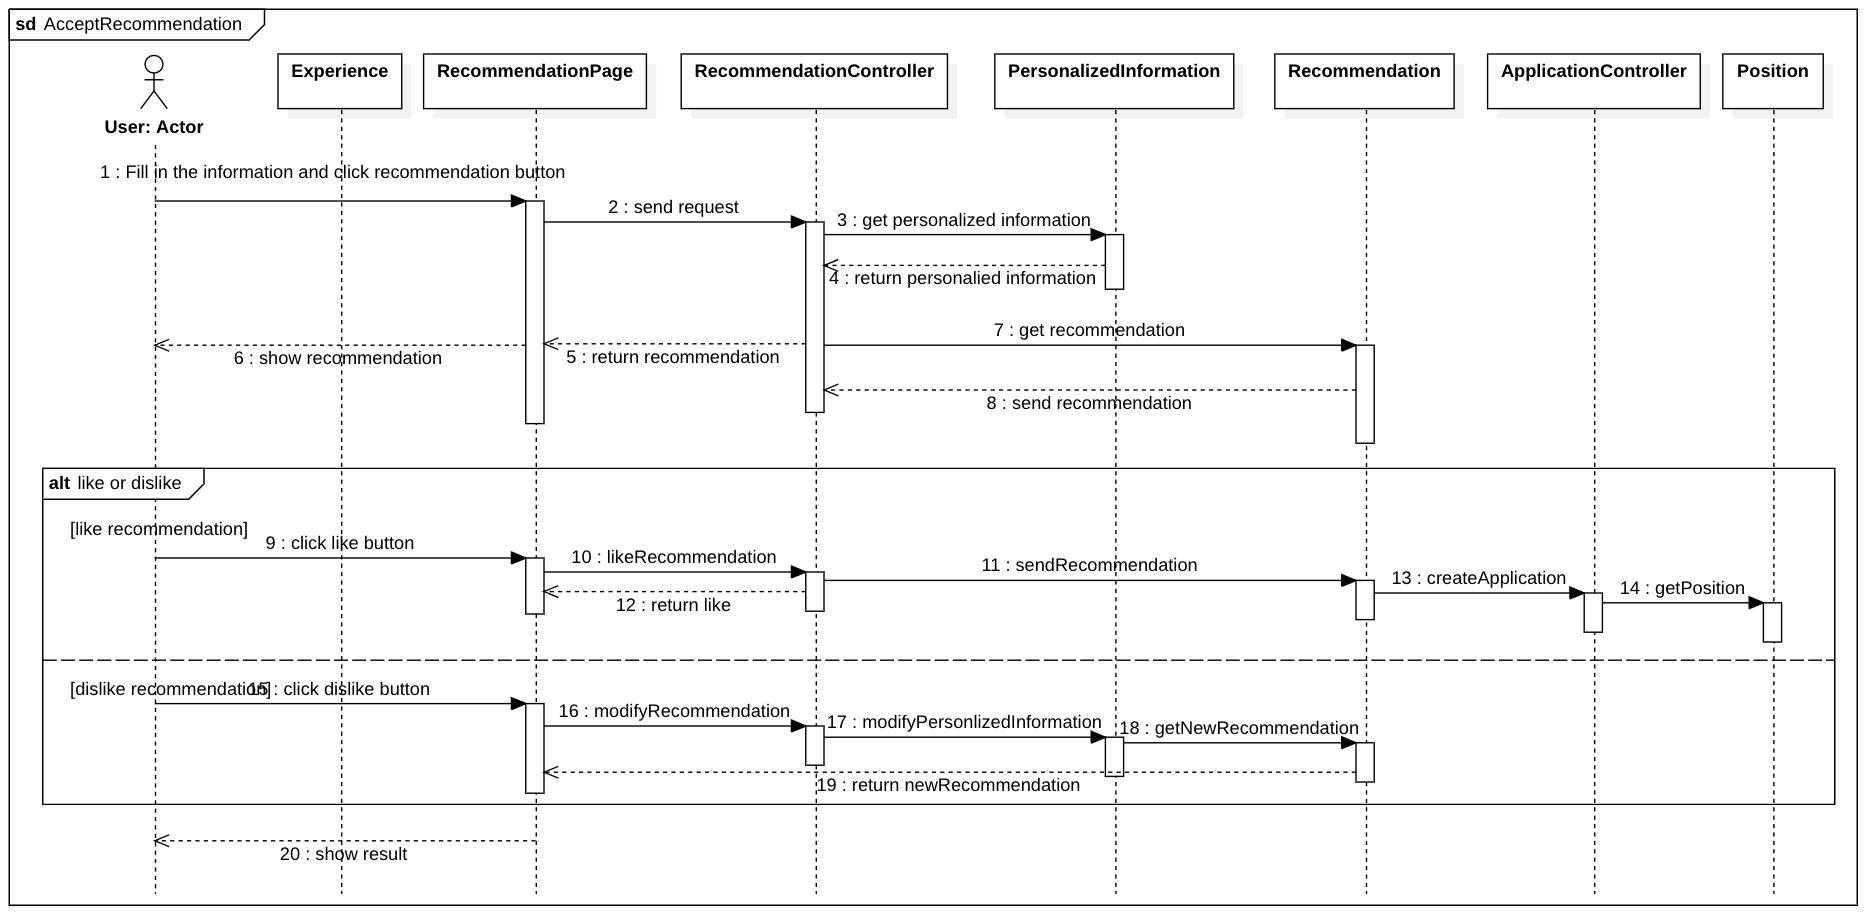 sd AcceptRecommendation
User: Actor
Experience
RecommendationPage
RecommendationController
PersonalizedInformation
Recommendation
ApplicationController
Position
1 : Fill in the information and click recommendation button
2 : send request
3 : get personalized information
4 : return personalied information
7 : get recommendation
6 : show recommendation
5 : return recommendation
8 : send recommendation
alt like or dislike
[like recommendation]
9 : click like button
10 : likeRecommendation
11 : sendRecommendation
13 : createApplication
14 : getPosition
12 : return like
[dislike recommendation]
15 : click dislike button
16 : modifyRecommendation
17 : modifyPersonlizedInformation
18 : getNewRecommendation
19 : return newRecommendation
20 : show result